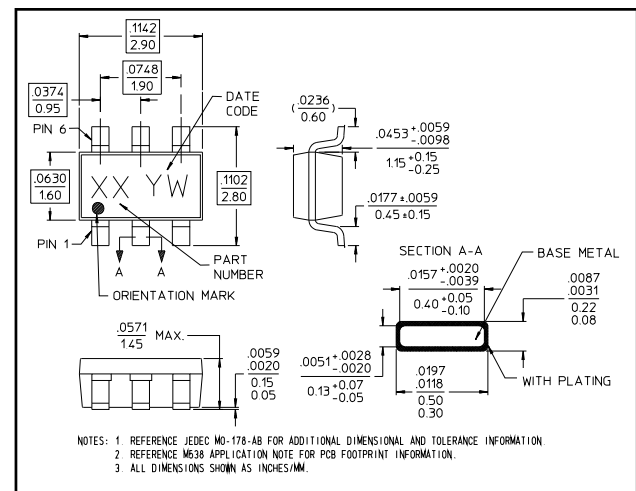 .1142
2.90
.0748
1.90
.0374
0.95
DATE
CODE
PIN 6
XX YW
.0630
1.60
.1102
2.80
PIN 1
A A
PART
NUMBER
ORIENTATION MARK
(.0236
0.60)
.0453 +.0059
-.0098
1.15 +0.15
-0.25
.0177 ±.0059
0.45 ±0.15
SECTION A-A
BASE METAL
.0157 +.0020
-.0039
0.40 +0.05
-0.10
.0087
.0031
0.22
0.08
.0571
1.45 MAX.
.0059
.0020
0.15
0.05
.0051 +.0028
-.0020
0.13 +0.07
-0.05
.0197
.0118
0.50
0.30
WITH PLATING
NOTES: 1. REFERENCE JEDEC MO-178-AB FOR ADDITIONAL DIMENSIONAL AND TOLERANCE INFORMATION.
2. REFERENCE M538 APPLICATION NOTE FOR PCB FOOTPRINT INFORMATION.
3. ALL DIMENSIONS SHOWN AS INCHES/MM.